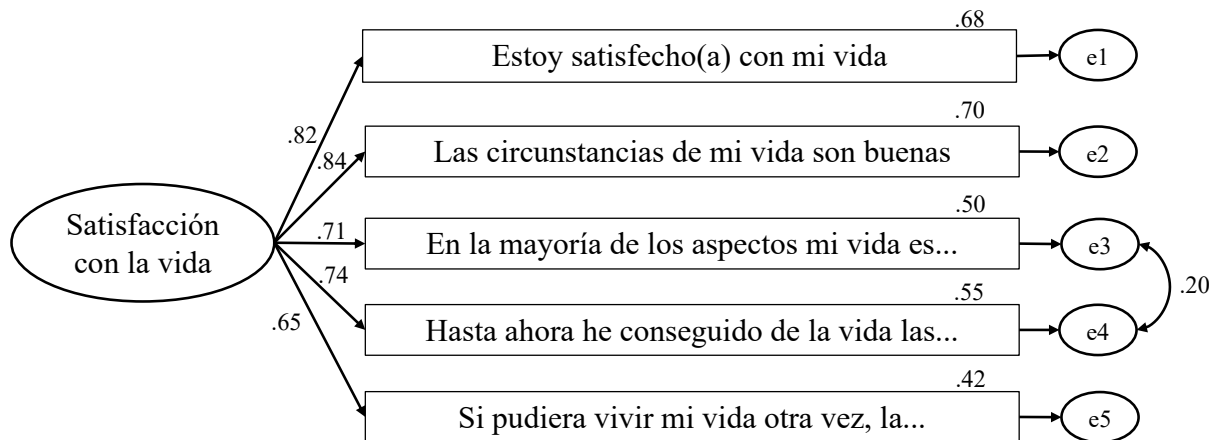 .68
Estoy satisfecho(a) con mi vida
e1
.82
.70
Las circunstancias de mi vida son buenas
e2
.84
Satisfacción
con la vida
.50
.71
En la mayoría de los aspectos mi vida es...
e3
.20
.74
.55
Hasta ahora he conseguido de la vida las...
e4
.65
.42
Si pudiera vivir mi vida otra vez, la...
e5